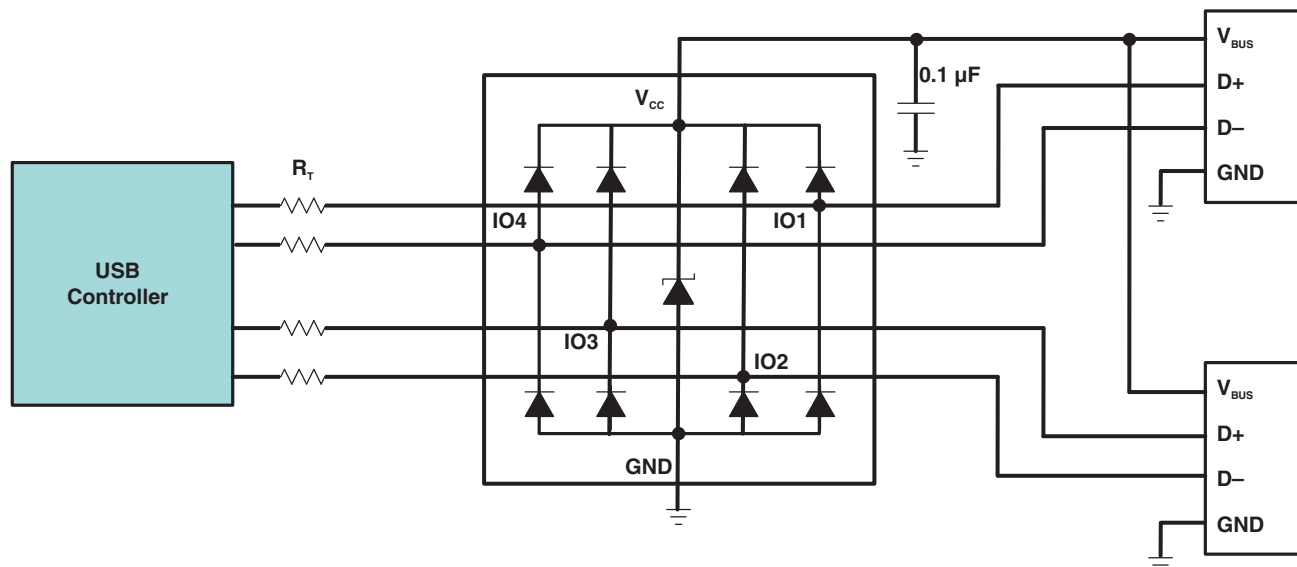 V_BUS
0.1 µF
D+
V_CC
D–
R_T
GND
IO4
IO1
USB
Controller
IO3
IO2
V_BUS
D+
GND
D–
GND